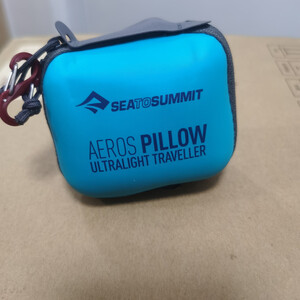 SEATOSUMMIT
AEROS PILLOW
ULTRALIGHT TRAVELLER